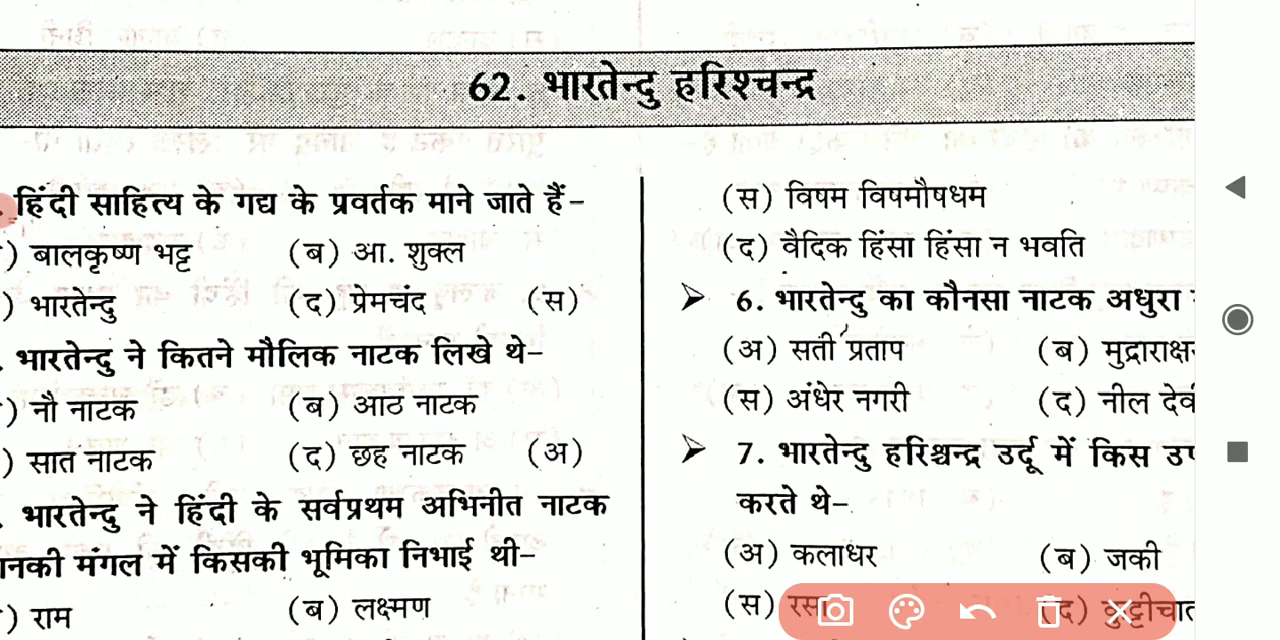 62. भारतेन्दु हरिश्चन्द्र
हिंदी साहित्य के गद्य के प्रवर्तक माने जाते हैं–
) बालकृष्ण भट्ट (ब) आ. शुक्ल
) भारतेन्दु (द) प्रेमचंद (स)
भारतेन्दु ने कितने मौलिक नाटक लिखे थे–
) नौ नाटक (ब) आठ नाटक
) सात नाटक (द) छह नाटक (अ)
भारतेन्दु ने हिंदी के सर्वप्रथम अभिनीत नाटक
नकी मंगल में किसकी भूमिका निभाई थी–
) राम (ब) लक्ष्मण
(स) विषम विषमौषधम
(द) वैदिक हिंसा हिंसा न भवति
6. भारतेन्दु का कौनसा नाटक अधुरा
(अ) सती प्रताप (ब) मुद्राराक्ष
(स) अंधेर नगरी (द) नील देव
7. भारतेन्दु हरिश्चन्द्र उर्दू में किस उप
करते थे–
(अ) कलाधर (ब) जकी
(स) रसा (द)